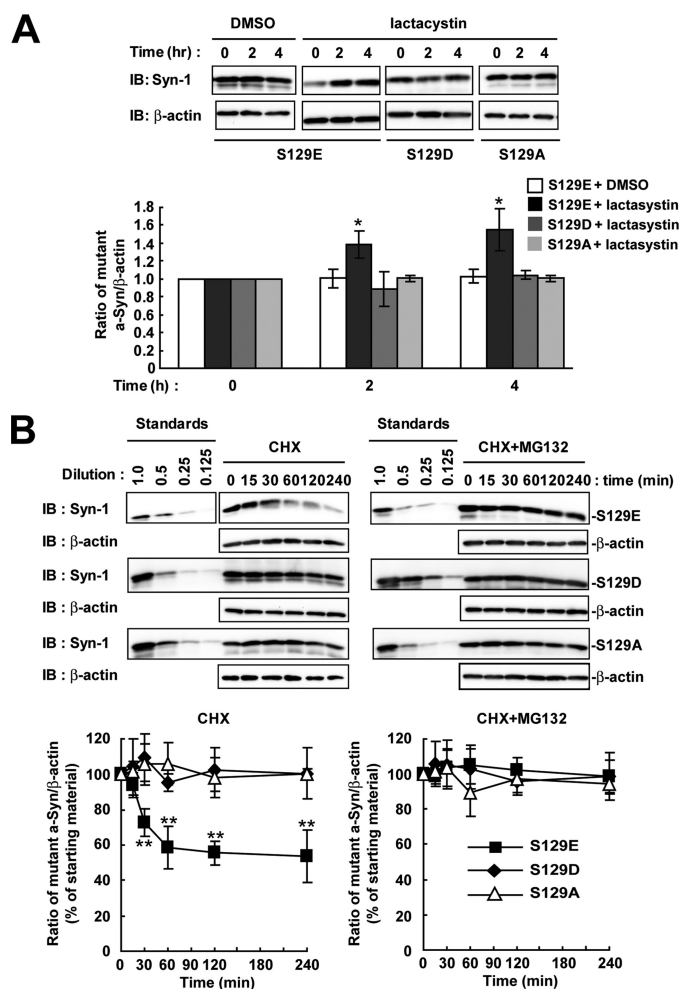 A
DMSO lactacystin
Time (hr) : 0 2 4 0 2 4 0 2 4 0 2 4
IB: Syn-1
IB: β-actin
S129E S129D S129A
S129E + DMSO
S129E + lactasystin
S129D + lactasystin
S129A + lactasystin
Ratio of mutant
a-Syn/β-actin
1.8
1.6
1.4
1.2
1.0
0.8
0.6
0.4
0.2
0
* *
Time (h) : 0 2 4
B
Standards CHX Standards CHX+MG132
Dilution : 1.0 0.5 0.25 0.125 0 15 30 60 120 240 1.0 0.5 0.25 0.125 0 15 30 60 120 240 : time (min)
IB : Syn-1 -S129E
IB : β-actin -β-actin
IB : Syn-1 -S129D
IB : β-actin -β-actin
IB : Syn-1 -S129A
IB : β-actin -β-actin
CHX
Ratio of mutant a-Syn/β-actin
(% of starting material)
120
100
80
60
40
20
0
** ** ** **
0 30 60 90 120 180 240
Time (min)
CHX+MG132
Ratio of mutant a-Syn/β-actin
(% of starting material)
120
100
80
60
40
20
0
S129E
S129D
S129A
0 30 60 90 120 180 240
Time (min)